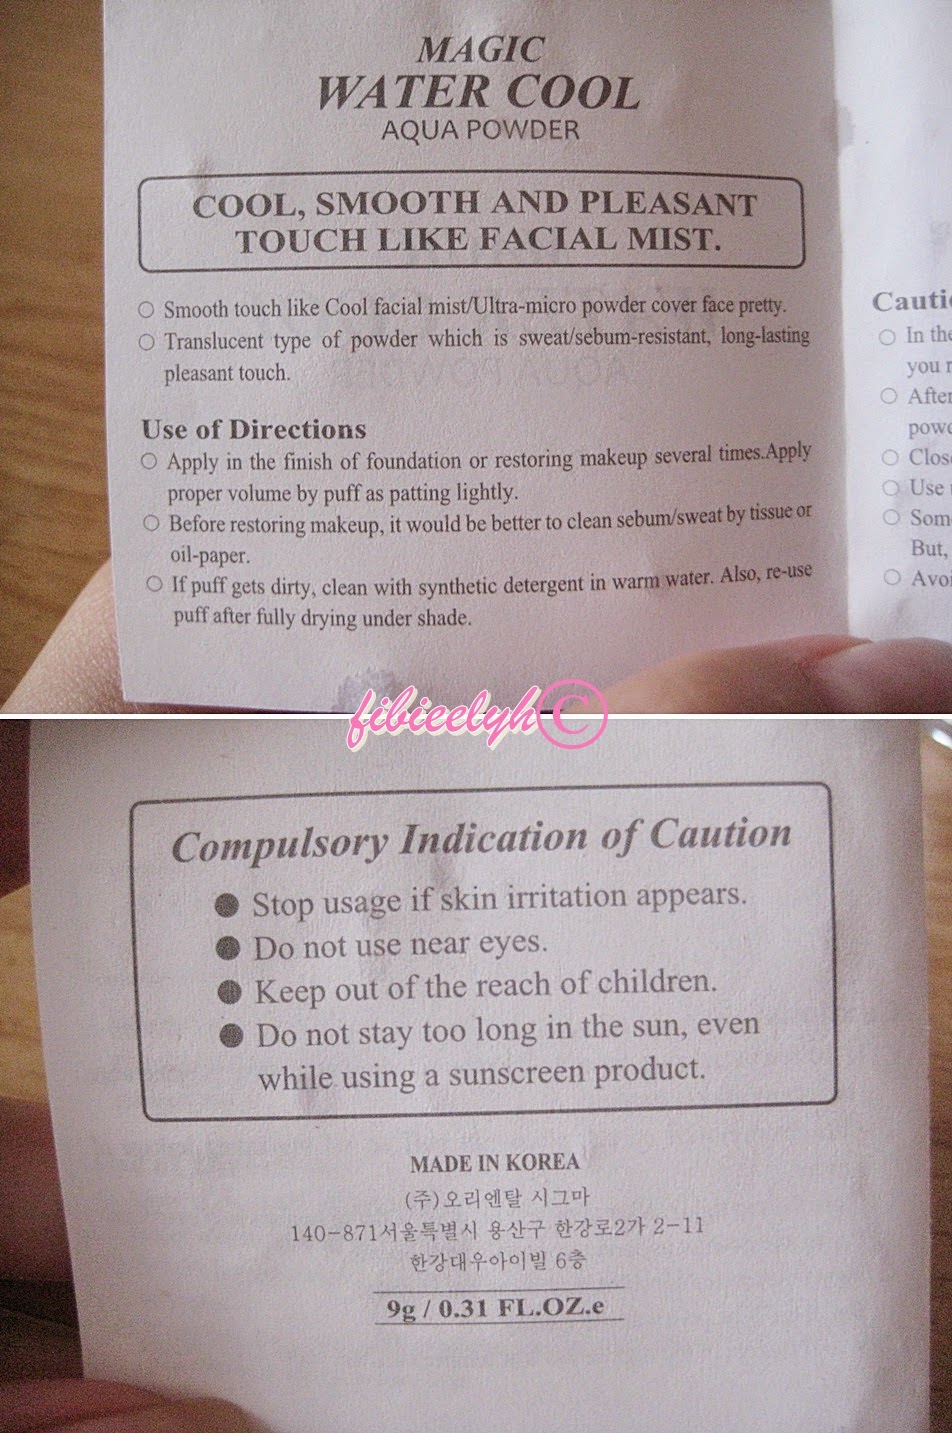 MAGIC
WATER COOL
AQUA POWDER
COOL, SMOOTH AND PLEASANT
TOUCH LIKE FACIAL MIST.
○ Smooth touch like Cool facial mist/Ultra-micro powder cover face pretty.
○ Translucent type of powder which is sweat/sebum-resistant, long-lasting
pleasant touch.
Use of Directions
○ Apply in the finish of foundation or restoring makeup several times.Apply
proper volume by puff as patting lightly.
○ Before restoring makeup, it would be better to clean sebum/sweat by tissue or
oil-paper.
○ If puff gets dirty, clean with synthetic detergent in warm water. Also, re-use
puff after fully drying under shade.
○ In the
you
○
○
○ Use
○
But,
○
fibieelyh©
Compulsory Indication of Caution
● Stop usage if skin irritation appears.
● Do not use near eyes.
● Keep out of the reach of children.
● Do not stay too long in the sun, even
while using a sunscreen product.
MADE IN KOREA
(주)오리엔탈 시그마
140-871서울특별시 용산구 한강로2가 2-11
한강대우아이빌 6층
9g / 0.31 FL.OZ.e